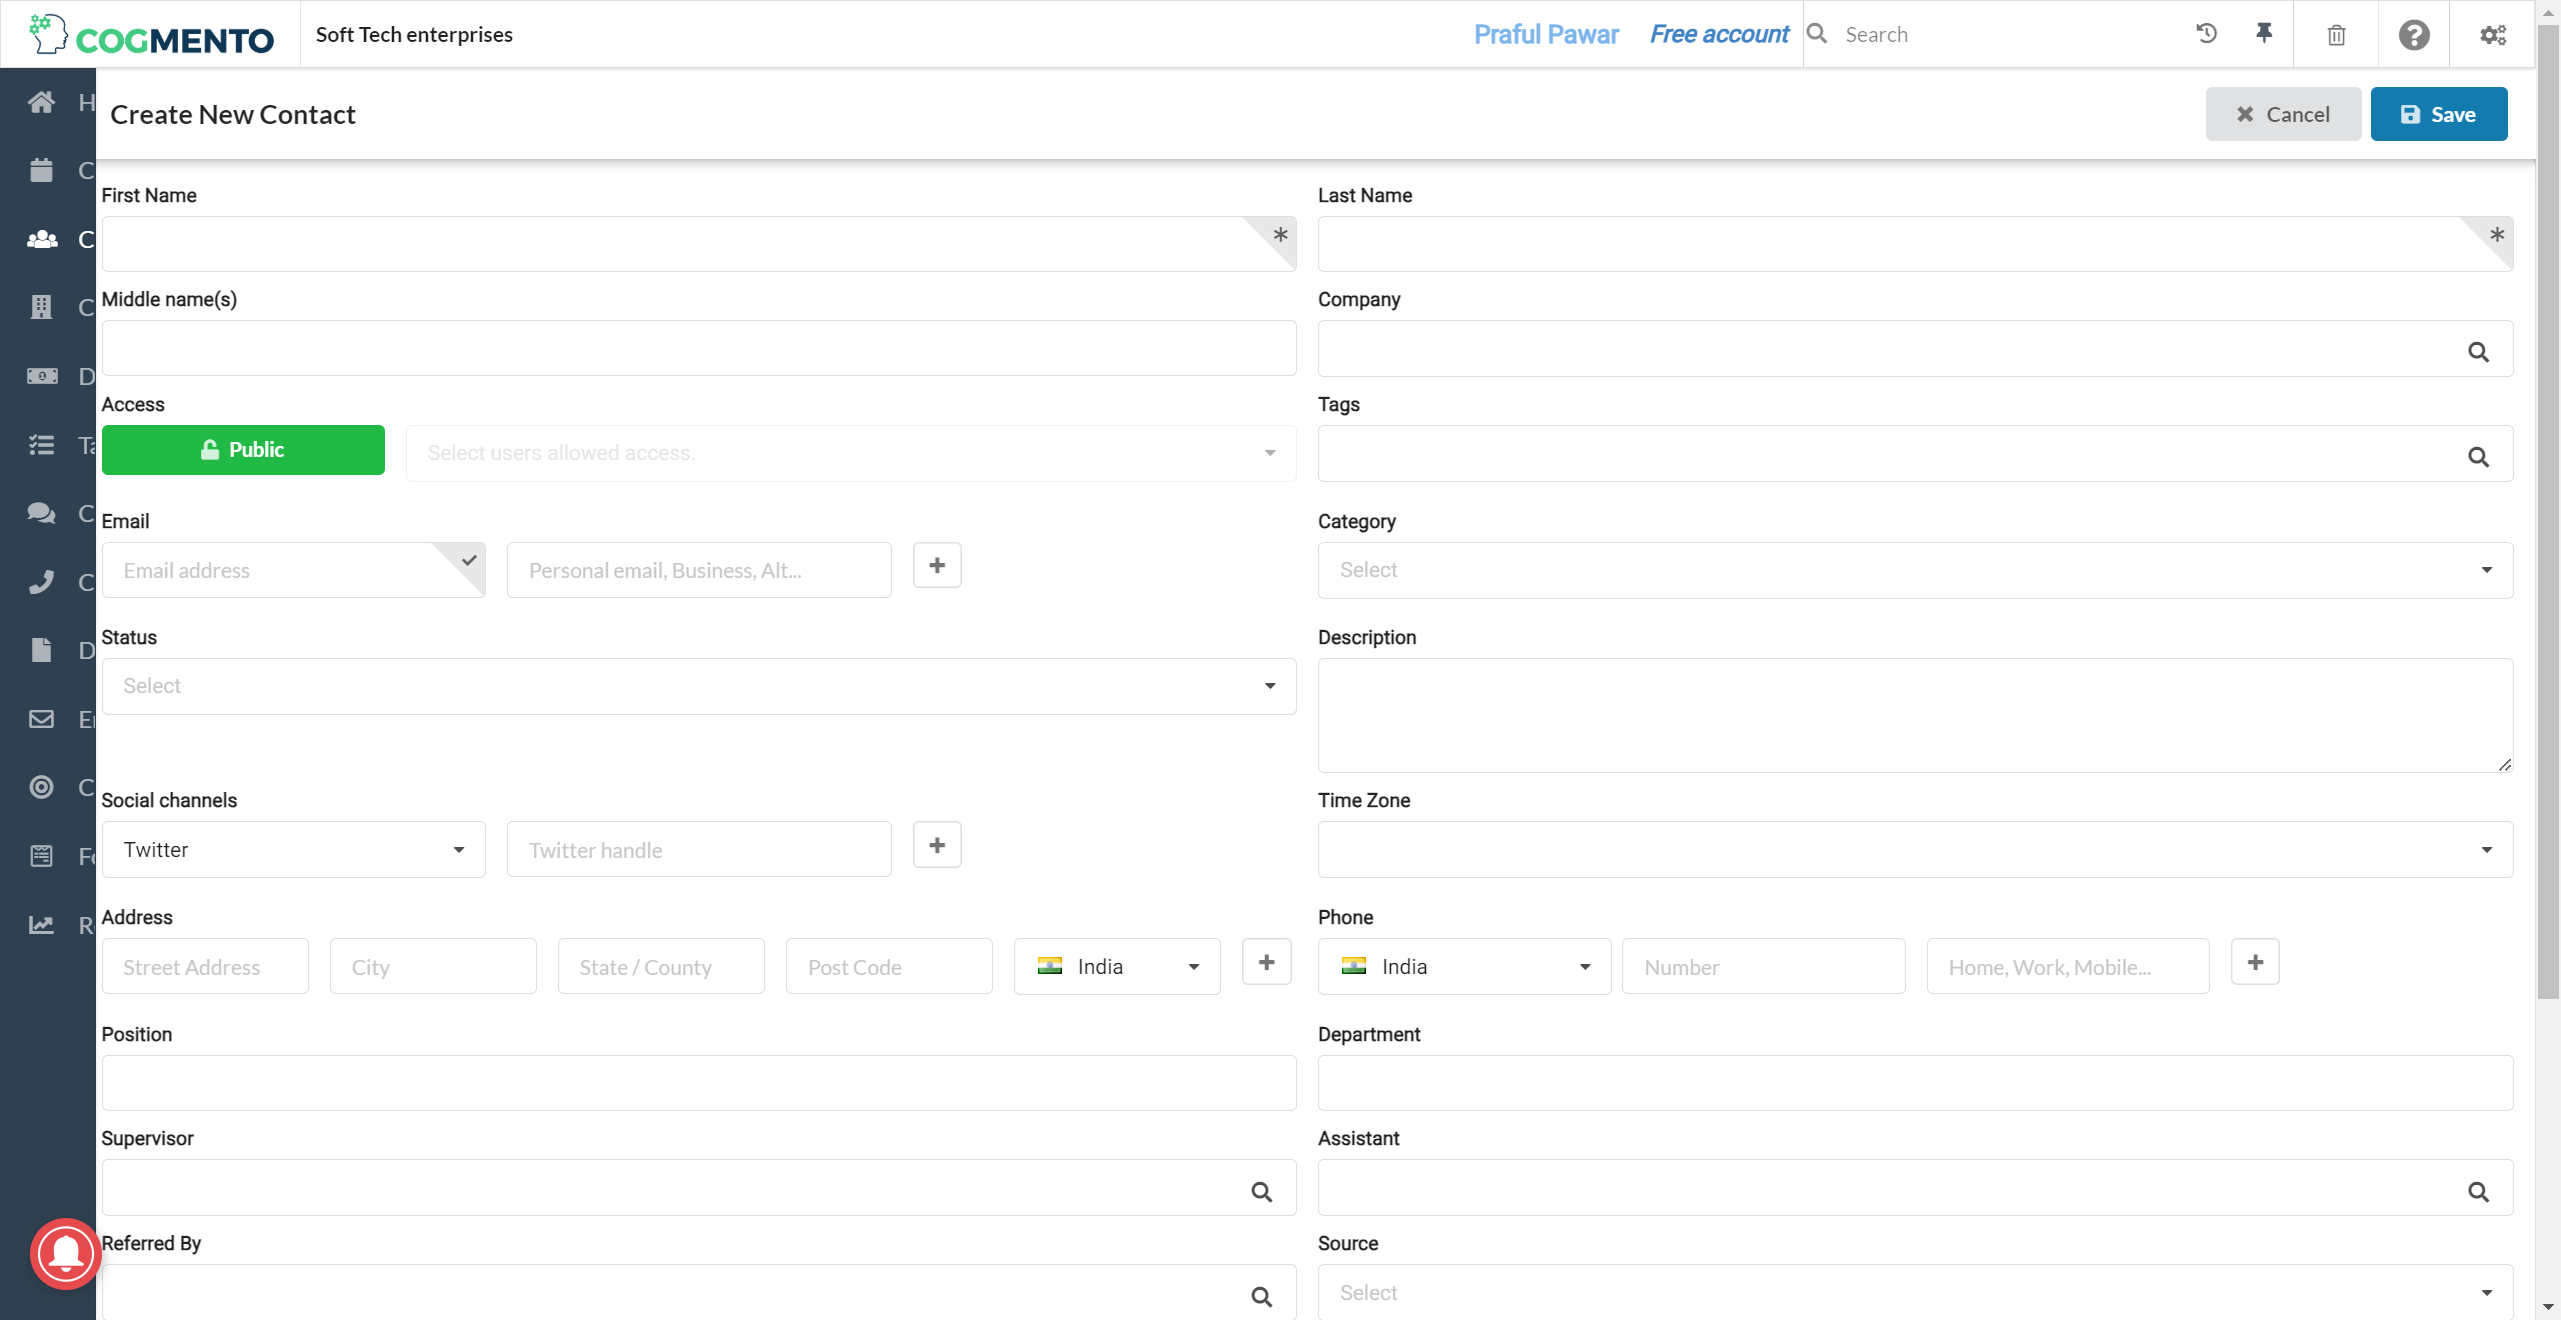 COGMENTO
Soft Tech enterprises
Praful Pawar
Free account
Search
Create New Contact
Cancel
Save
First Name
Last Name
Middle name(s)
Company
Access
Tags
Public
Select users allowed access.
Email
Category
Email address
Personal email, Business, Alt...
Select
Status
Description
Select
Social channels
Time Zone
Twitter
Twitter handle
Address
Phone
Street Address
City
State / County
Post Code
India
India
Number
Home, Work, Mobile...
Position
Department
Supervisor
Assistant
Referred By
Source
Select